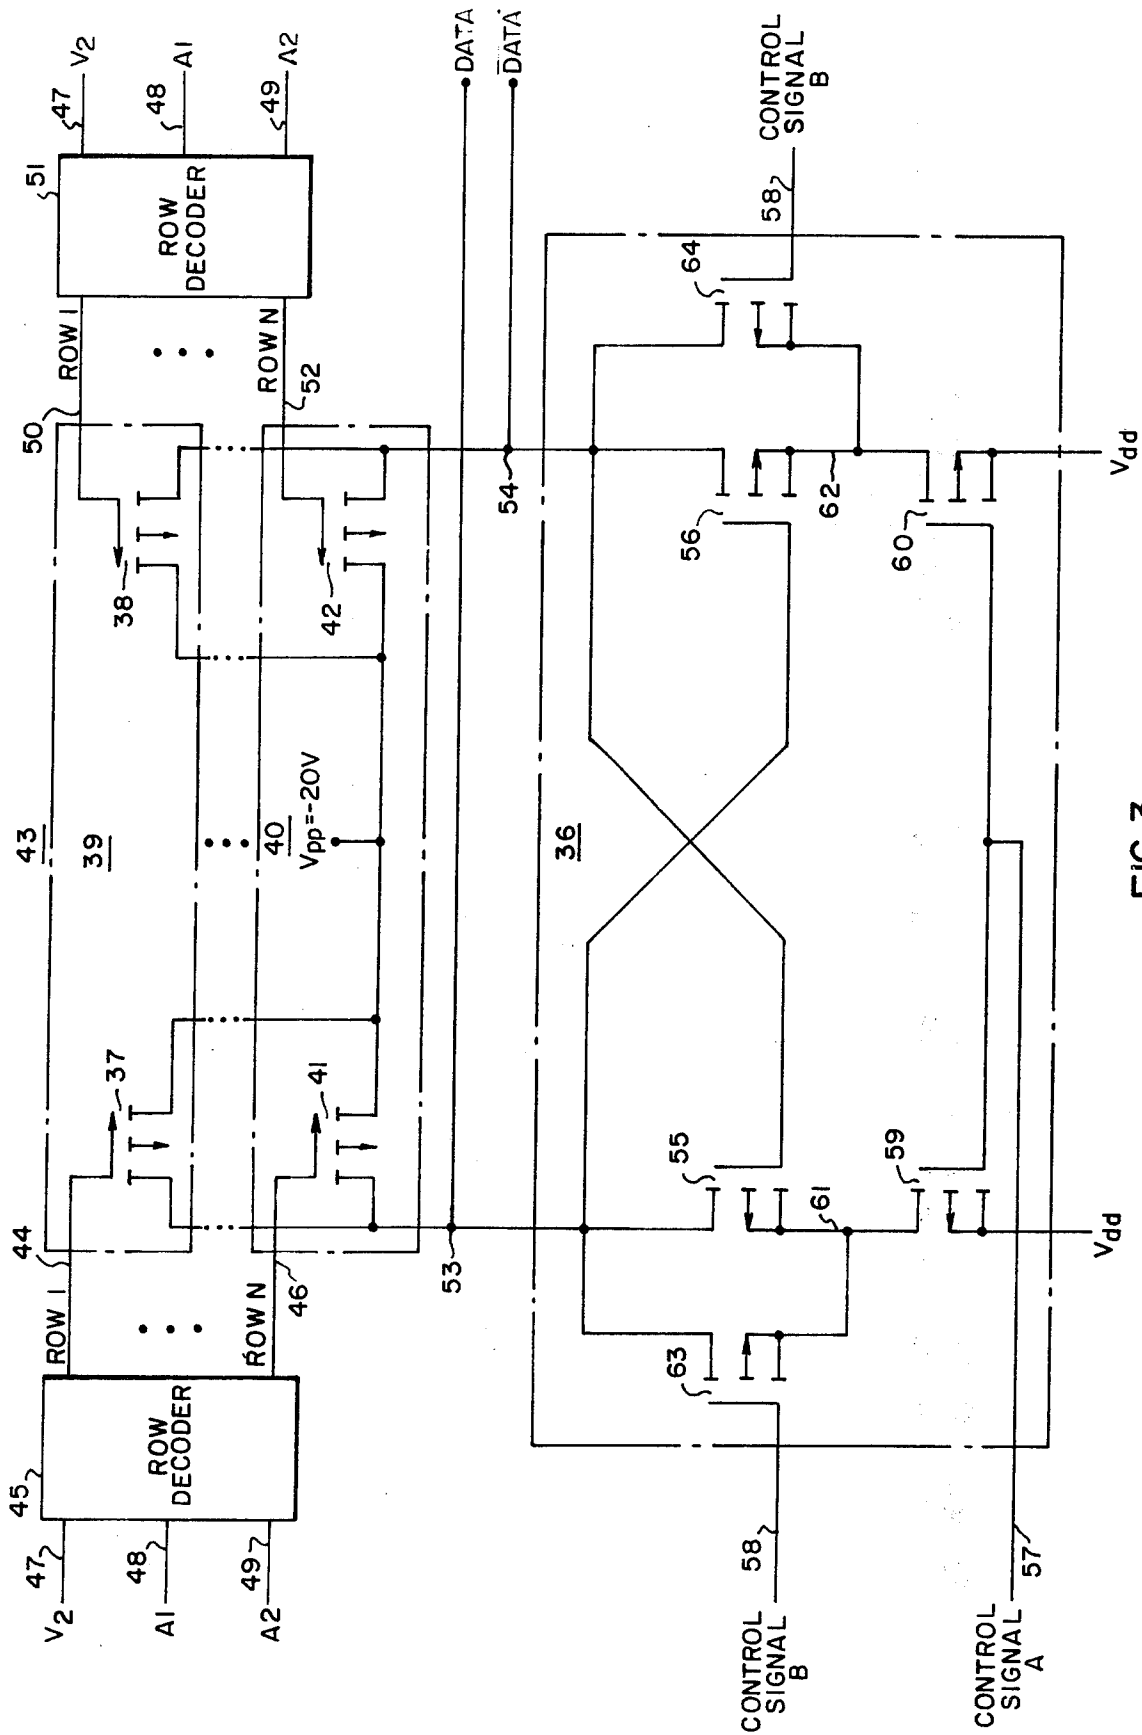 V2
47
A1
48
A2
49
45
ROW
DECODER
ROW 1
44
ROW N
46
43
39
37
40
41
Vpp=-20V
38
42
50
ROW 1
ROW N
52
51
ROW
DECODER
V2
47
A1
48
A2
49
53
54
DATA
DATA
36
CONTROL
SIGNAL
B
58
63
55
61
59
Vdd
56
62
60
Vdd
64
58
CONTROL
SIGNAL
B
CONTROL
SIGNAL
A
57
FIG. 3